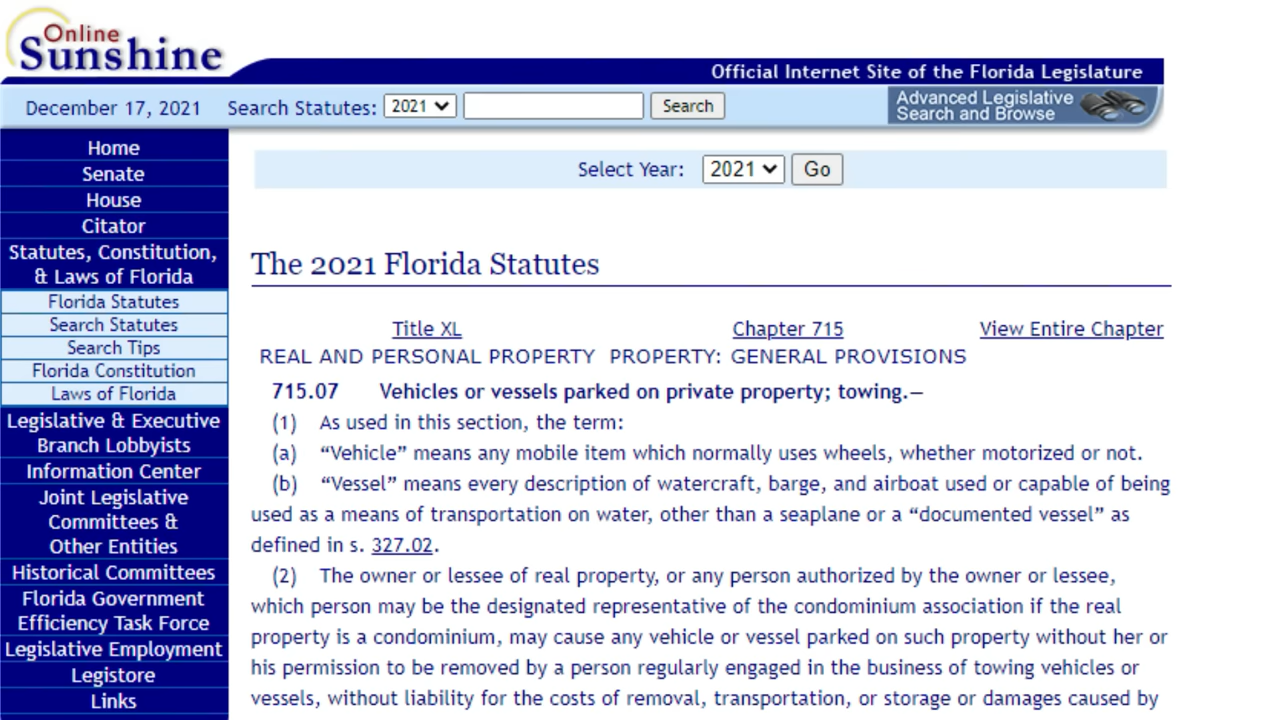 Online
Sunshine
Official Internet Site of the Florida Legislature
December 17, 2021 Search Statutes: 2021 Search
Advanced Legislative
Search and Browse
Home
Senate
House
Citator
Statutes, Constitution,
& Laws of Florida
Florida Statutes
Search Statutes
Search Tips
Florida Constitution
Laws of Florida
Legislative & Executive
Branch Lobbyists
Information Center
Joint Legislative
Committees &
Other Entities
Historical Committees
Florida Government
Efficiency Task Force
Legislative Employment
Legistore
Links
Select Year: 2021 Go
The 2021 Florida Statutes
Title XL Chapter 715 View Entire Chapter
REAL AND PERSONAL PROPERTY PROPERTY: GENERAL PROVISIONS
715.07 Vehicles or vessels parked on private property; towing.—
(1) As used in this section, the term:
(a) “Vehicle” means any mobile item which normally uses wheels, whether motorized or not.
(b) “Vessel” means every description of watercraft, barge, and airboat used or capable of being
used as a means of transportation on water, other than a seaplane or a “documented vessel” as
defined in s. 327.02.
(2) The owner or lessee of real property, or any person authorized by the owner or lessee,
which person may be the designated representative of the condominium association if the real
property is a condominium, may cause any vehicle or vessel parked on such property without her or
his permission to be removed by a person regularly engaged in the business of towing vehicles or
vessels, without liability for the costs of removal, transportation, or storage or damages caused by